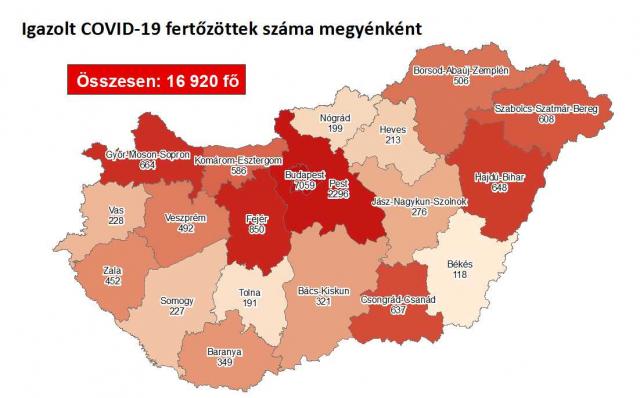 Igazolt COVID-19 fertőzöttek száma megyénként
Összesen: 16 920 fő
Borsod-Abaúj-Zemplén
506
Szabolcs-Szatmár-Bereg
608
Nógrád
199
Heves
213
Győr-Moson-Sopron
664
Komárom-Esztergom
586
Budapest
7059
Pest
2296
Hajdú-Bihar
648
Jász-Nagykun-Szolnok
276
Vas
228
Veszprém
492
Fejér
850
Békés
118
Zala
452
Somogy
227
Tolna
191
Bács-Kiskun
321
Csongrád-Csanád
637
Baranya
349